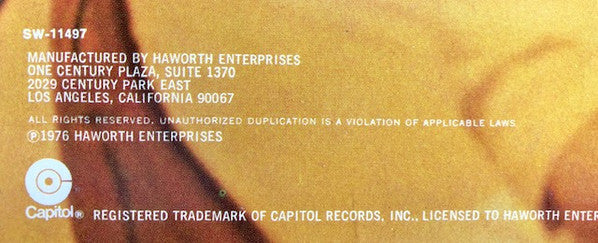 SW-11497
MANUFACTURED BY HAWORTH ENTERPRISES
ONE CENTURY PLAZA, SUITE 1370
2029 CENTURY PARK EAST
LOS ANGELES, CALIFORNIA 90067
ALL RIGHTS RESERVED. UNAUTHORIZED DUPLICATION IS A VIOLATION OF APPLICABLE LAWS
℗1976 HAWORTH ENTERPRISES
Capitol® REGISTERED TRADEMARK OF CAPITOL RECORDS, INC., LICENSED TO HAWORTH ENTER